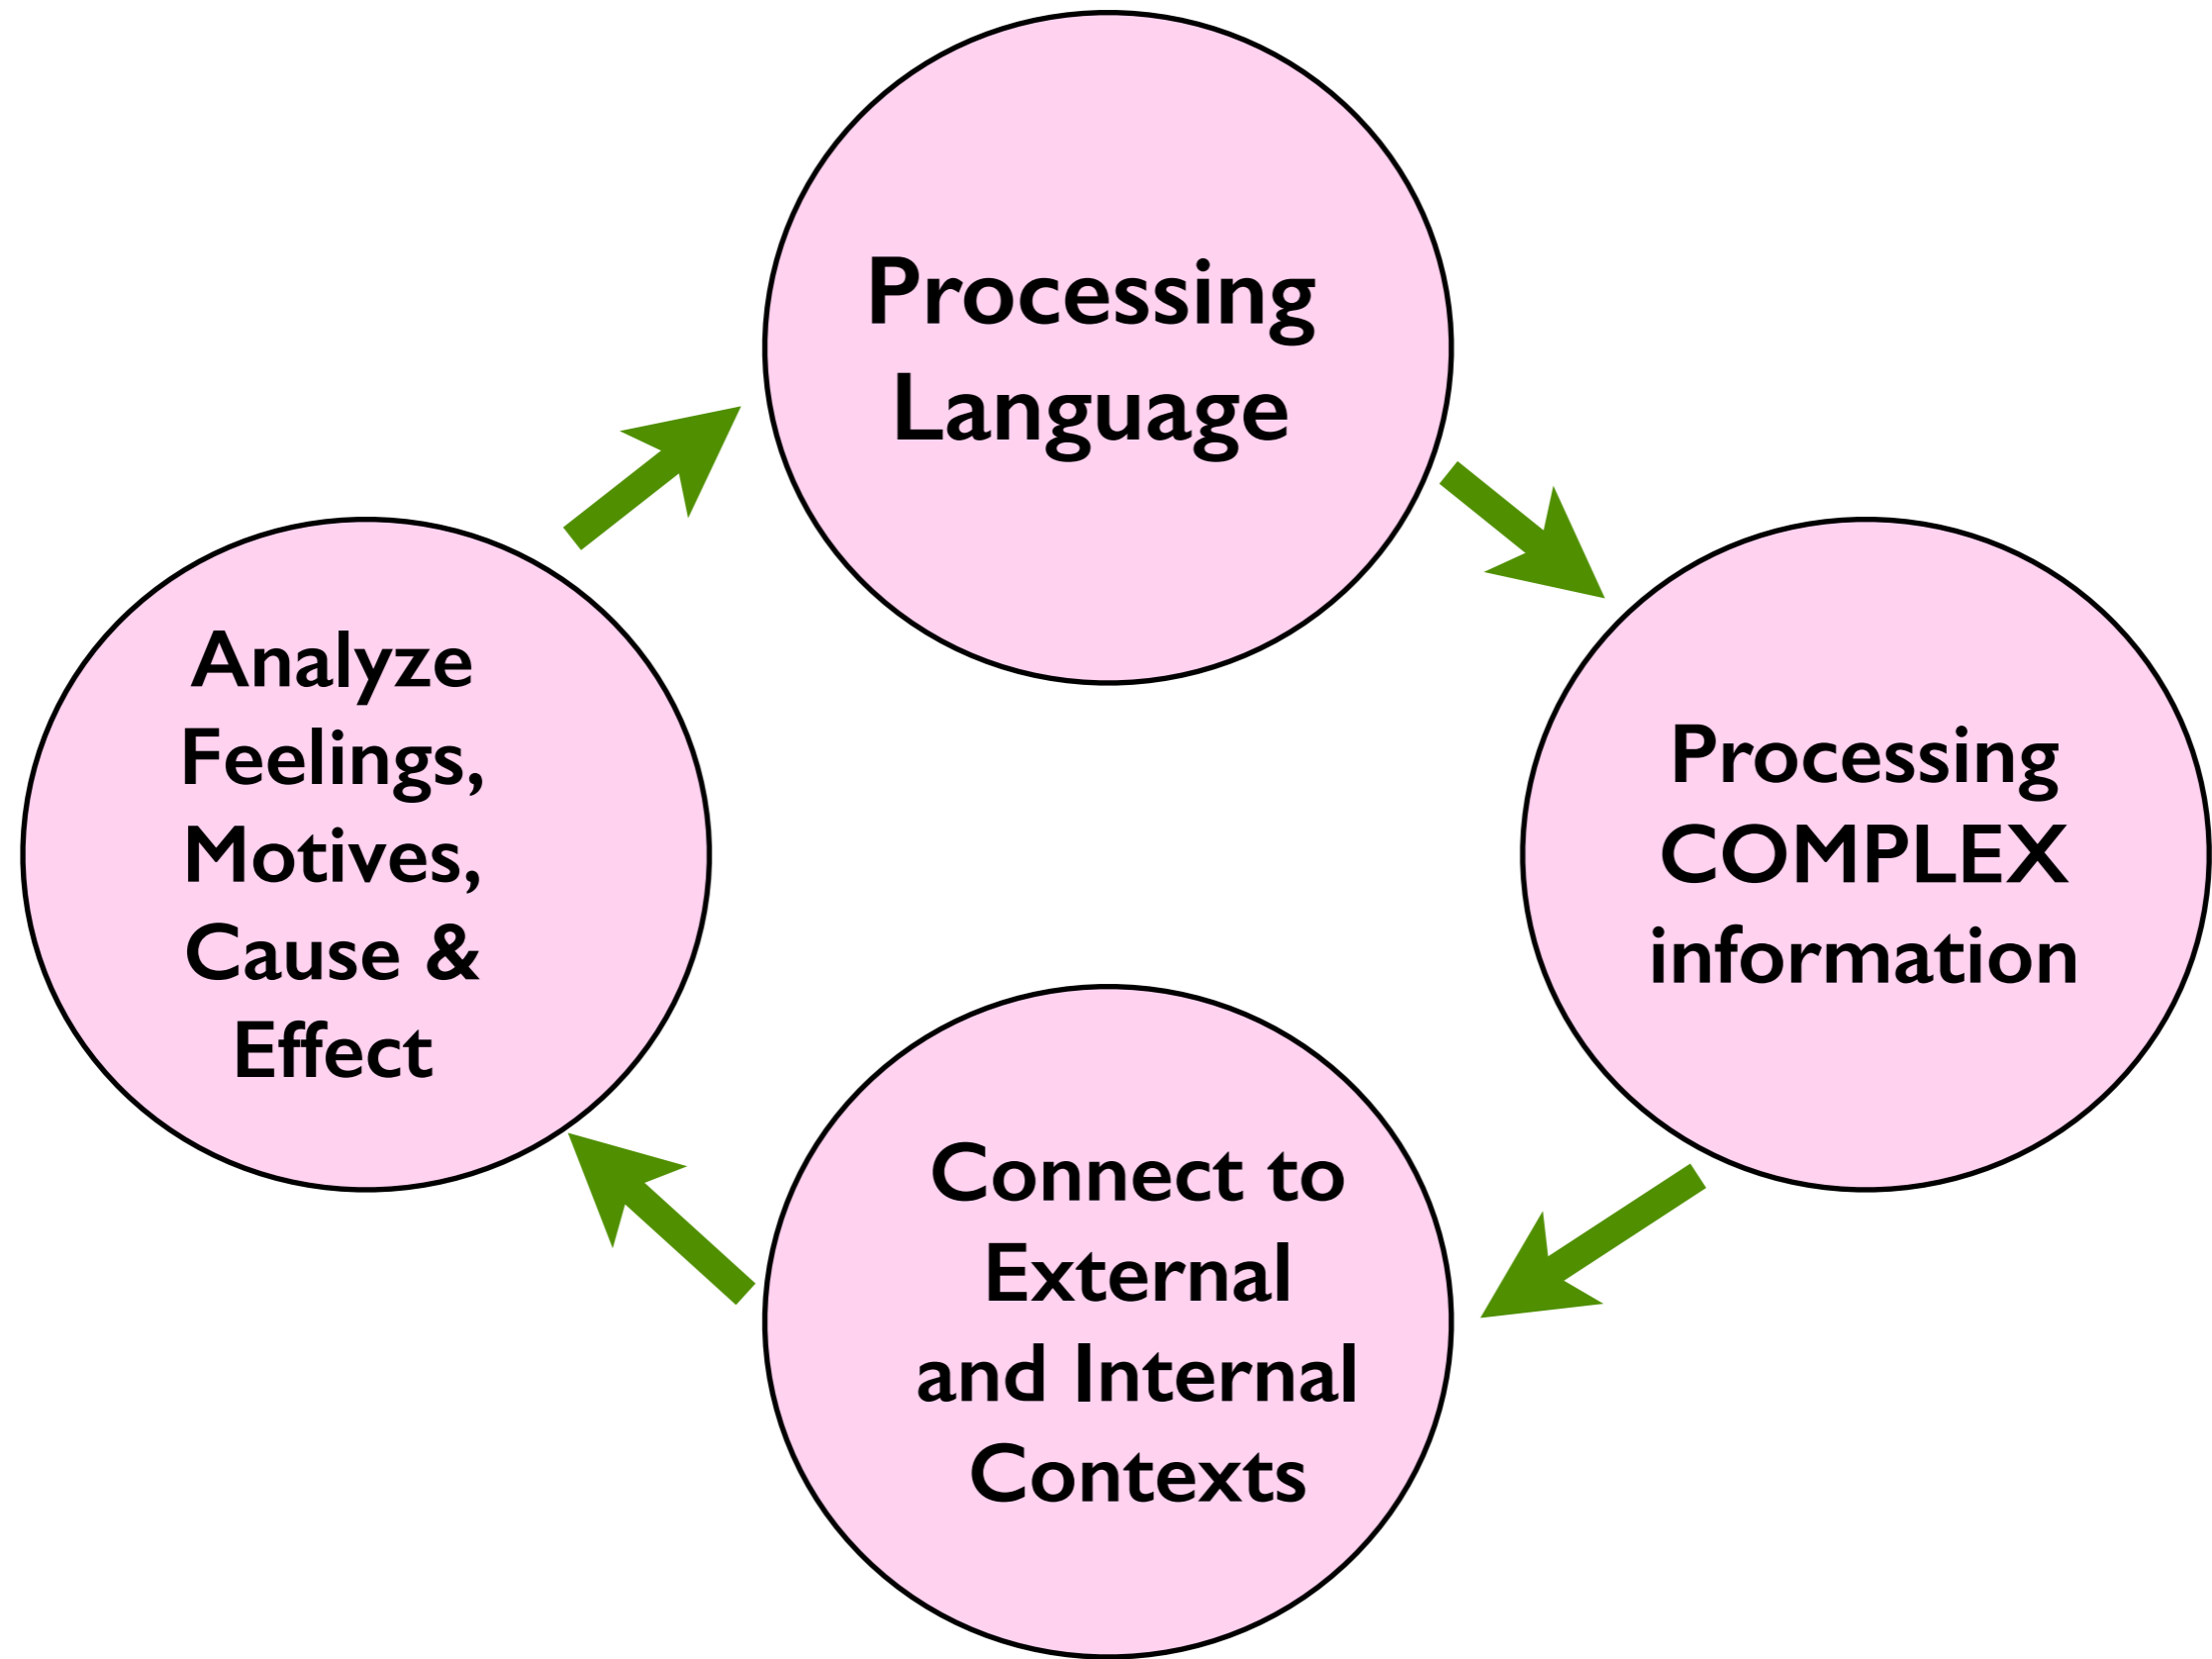 Processing
Language
Processing
COMPLEX
information
Connect to
External
and Internal
Contexts
Analyze
Feelings,
Motives,
Cause &
Effect